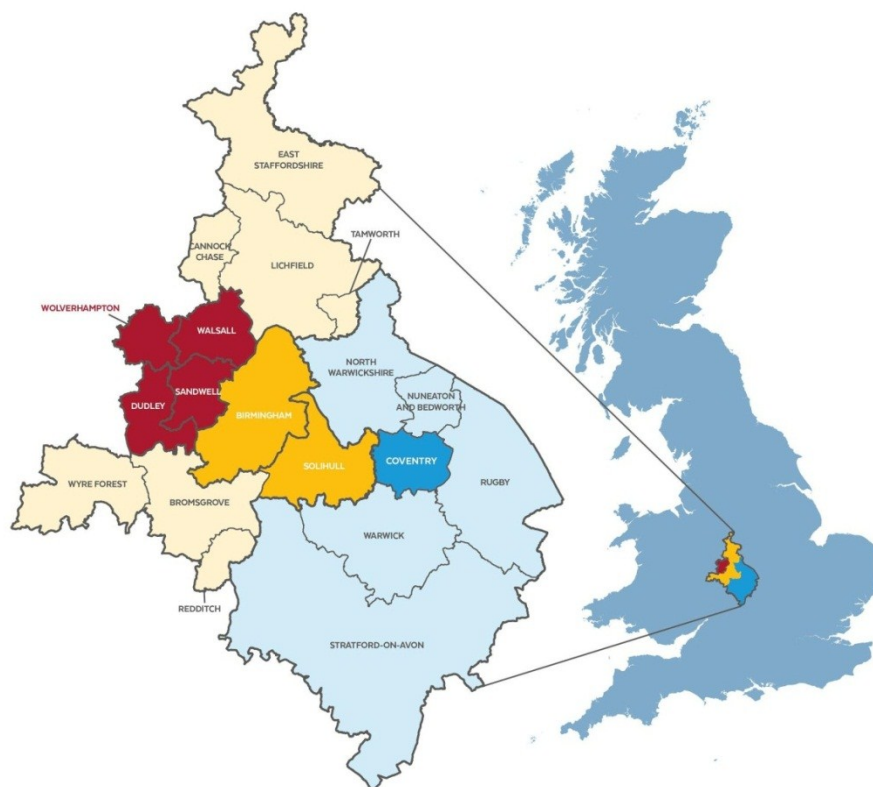 EAST
STAFFORDSHIRE
TAMWORTH
CANNOCK
CHASE
LICHFIELD
WOLVERHAMPTON
WALSALL
NORTH
WARWICKSHIRE
SANDWELL
NUNEATON
AND BEDWORTH
DUDLEY
BIRMINGHAM
COVENTRY
SOLIHULL
WYRE FOREST
RUGBY
BROMSGROVE
WARWICK
REDDITCH
STRATFORD-ON-AVON